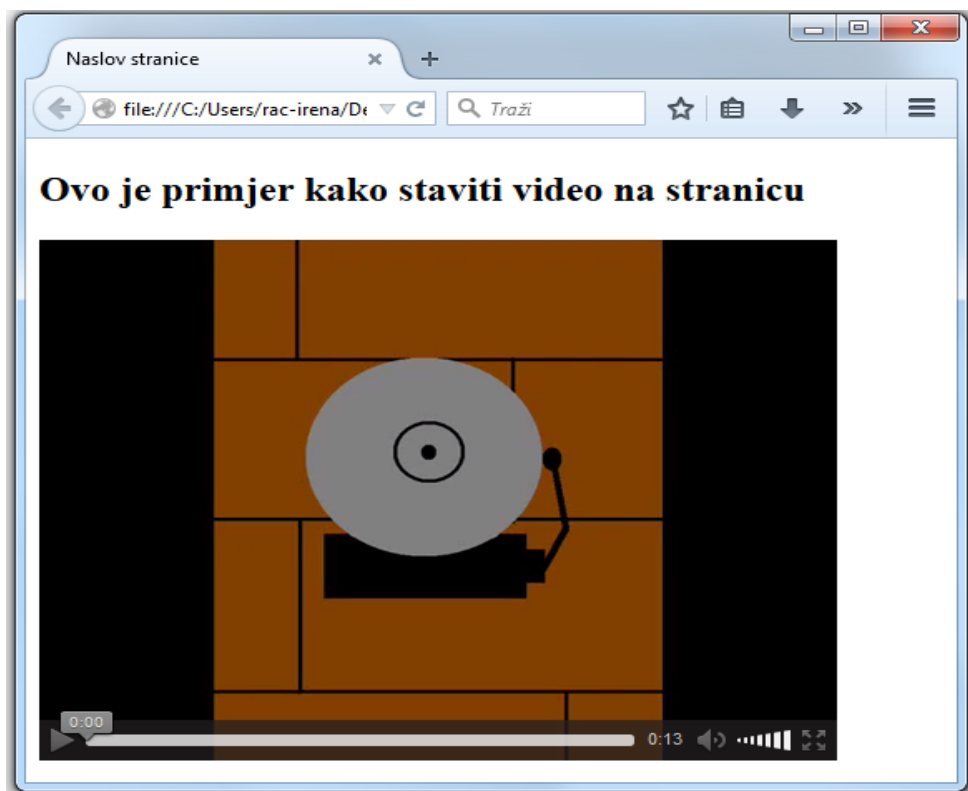 Naslov stranice
file:///C:/Users/rac-irena/De
Traži
Ovo je primjer kako staviti video na stranicu
0:00
0:13